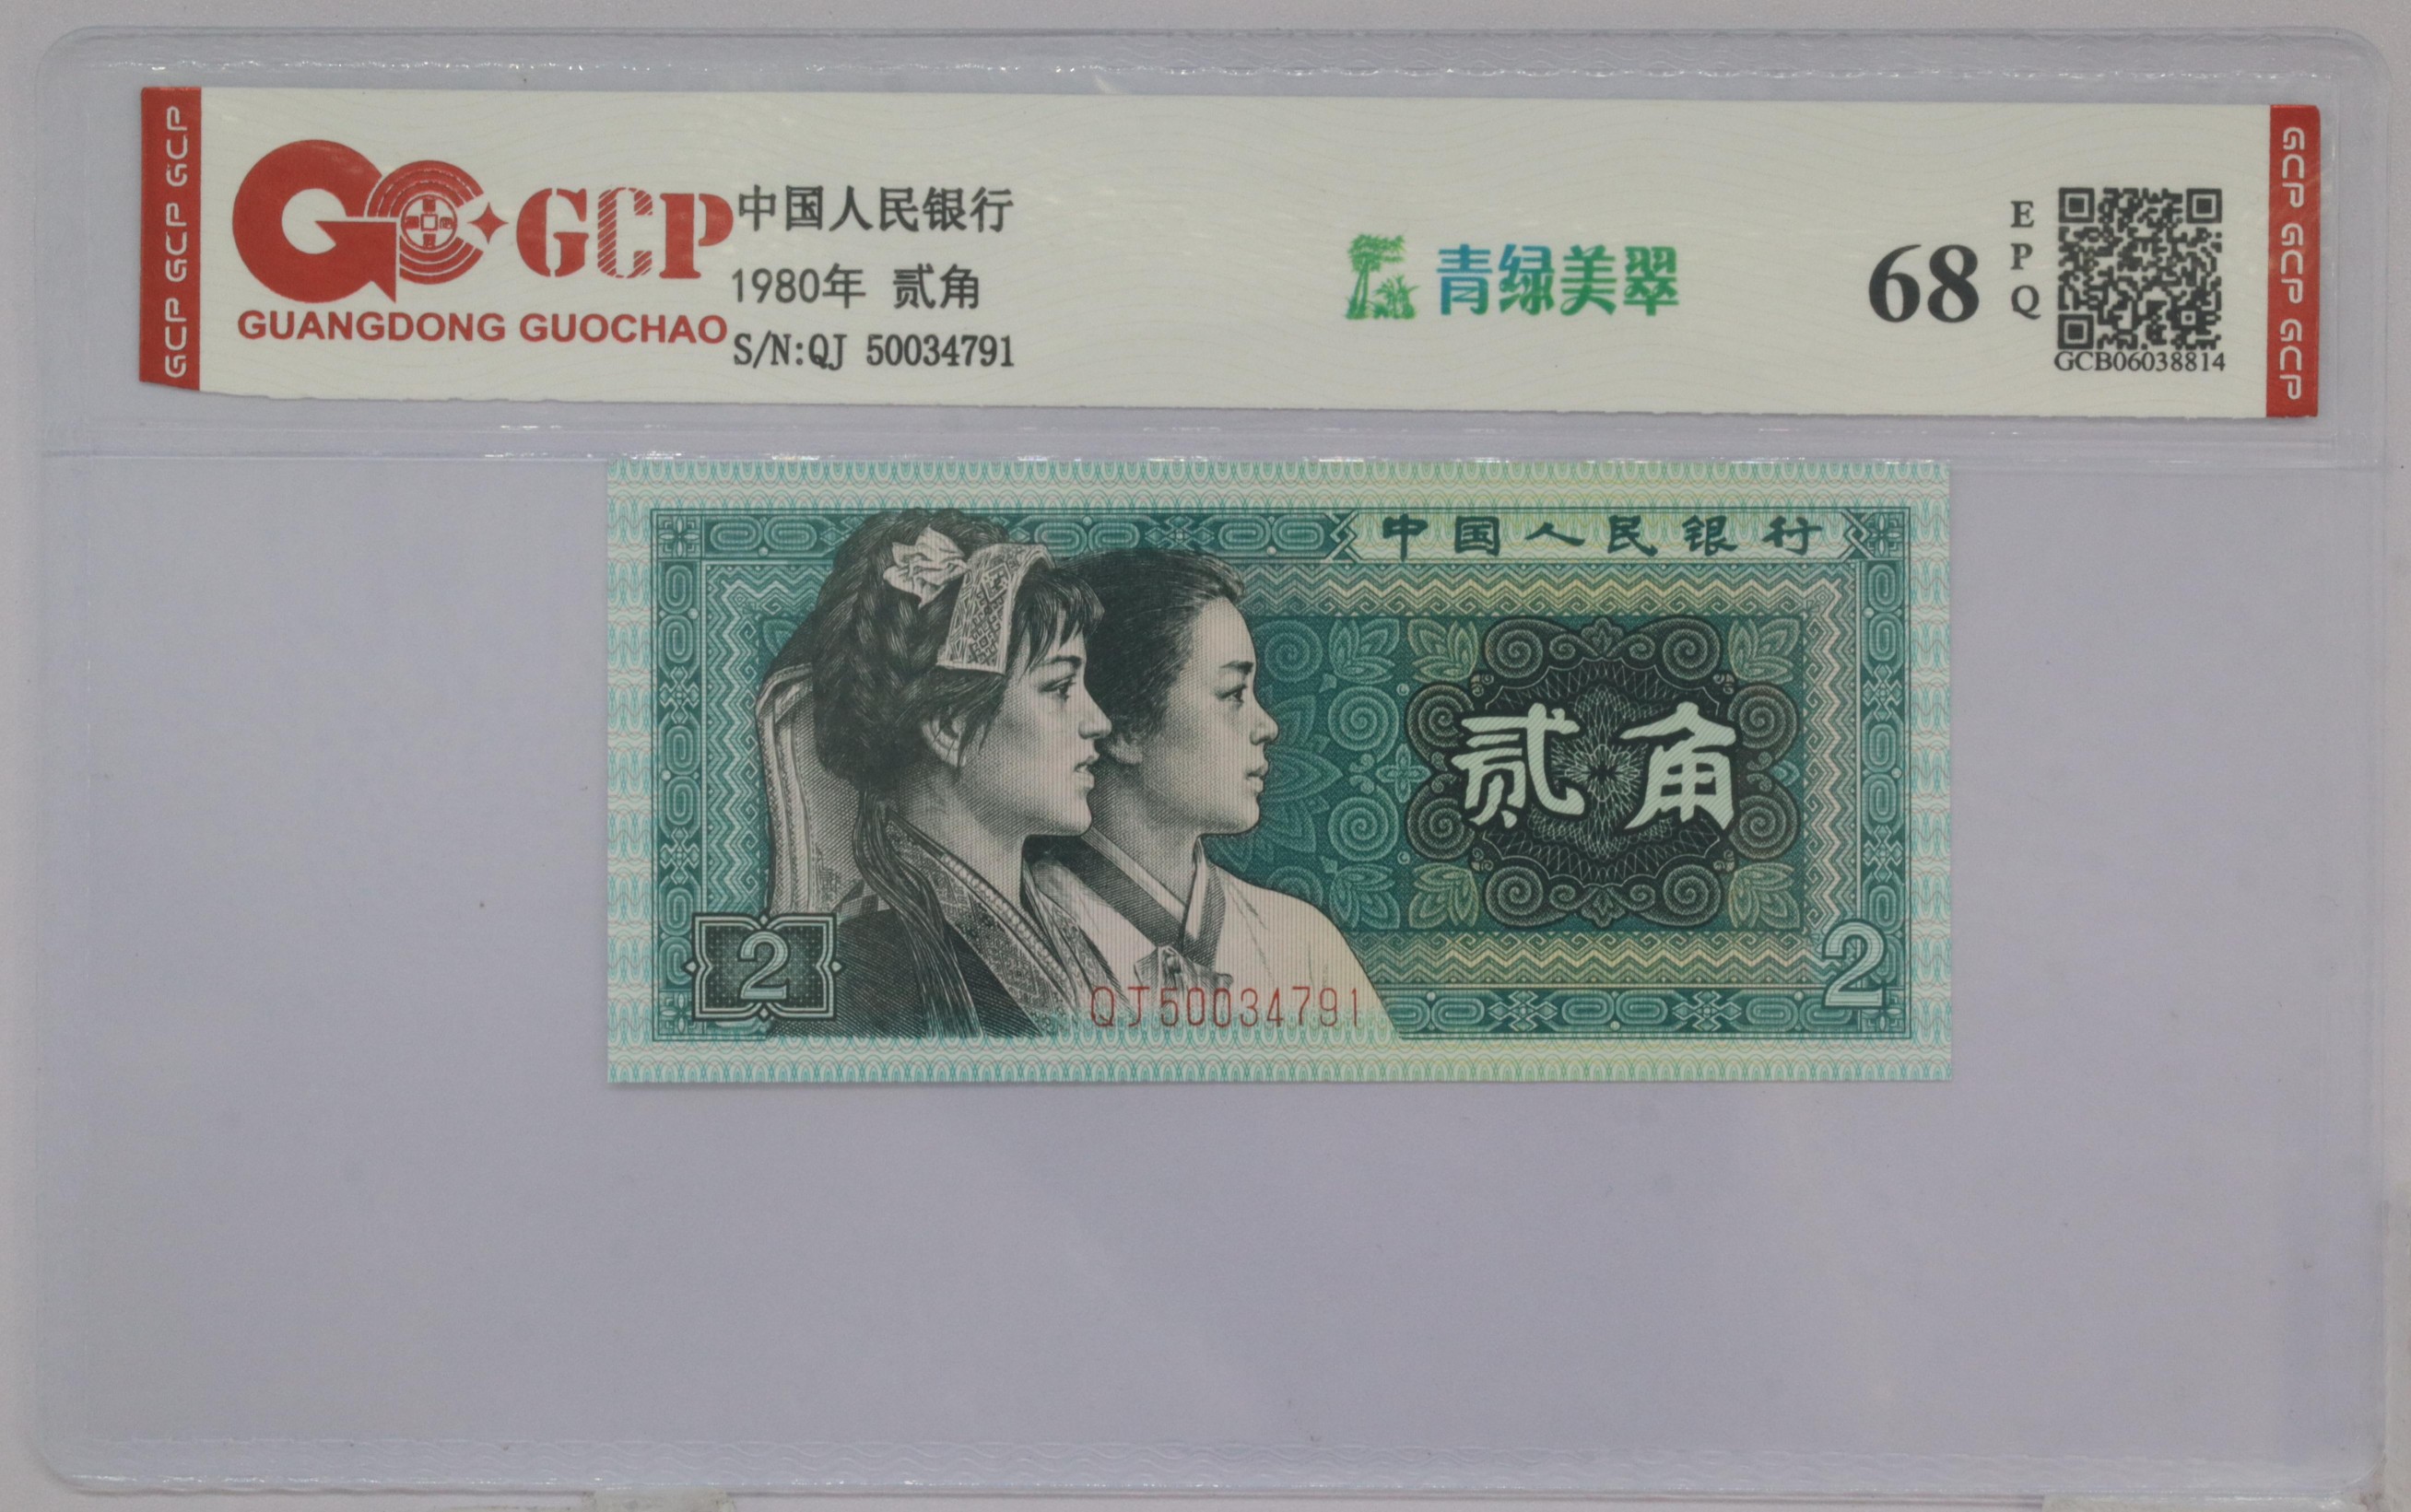 GCP GCP GCP
GCP
GUANGDONG GUOCHAO
中国人民银行
1980年 贰角
S/N:QJ 50034791
青绿美翠
68
EPQ
GCB06038814
GCP GCP GCP
中国人民银行
贰角
2
2
QJ50034791